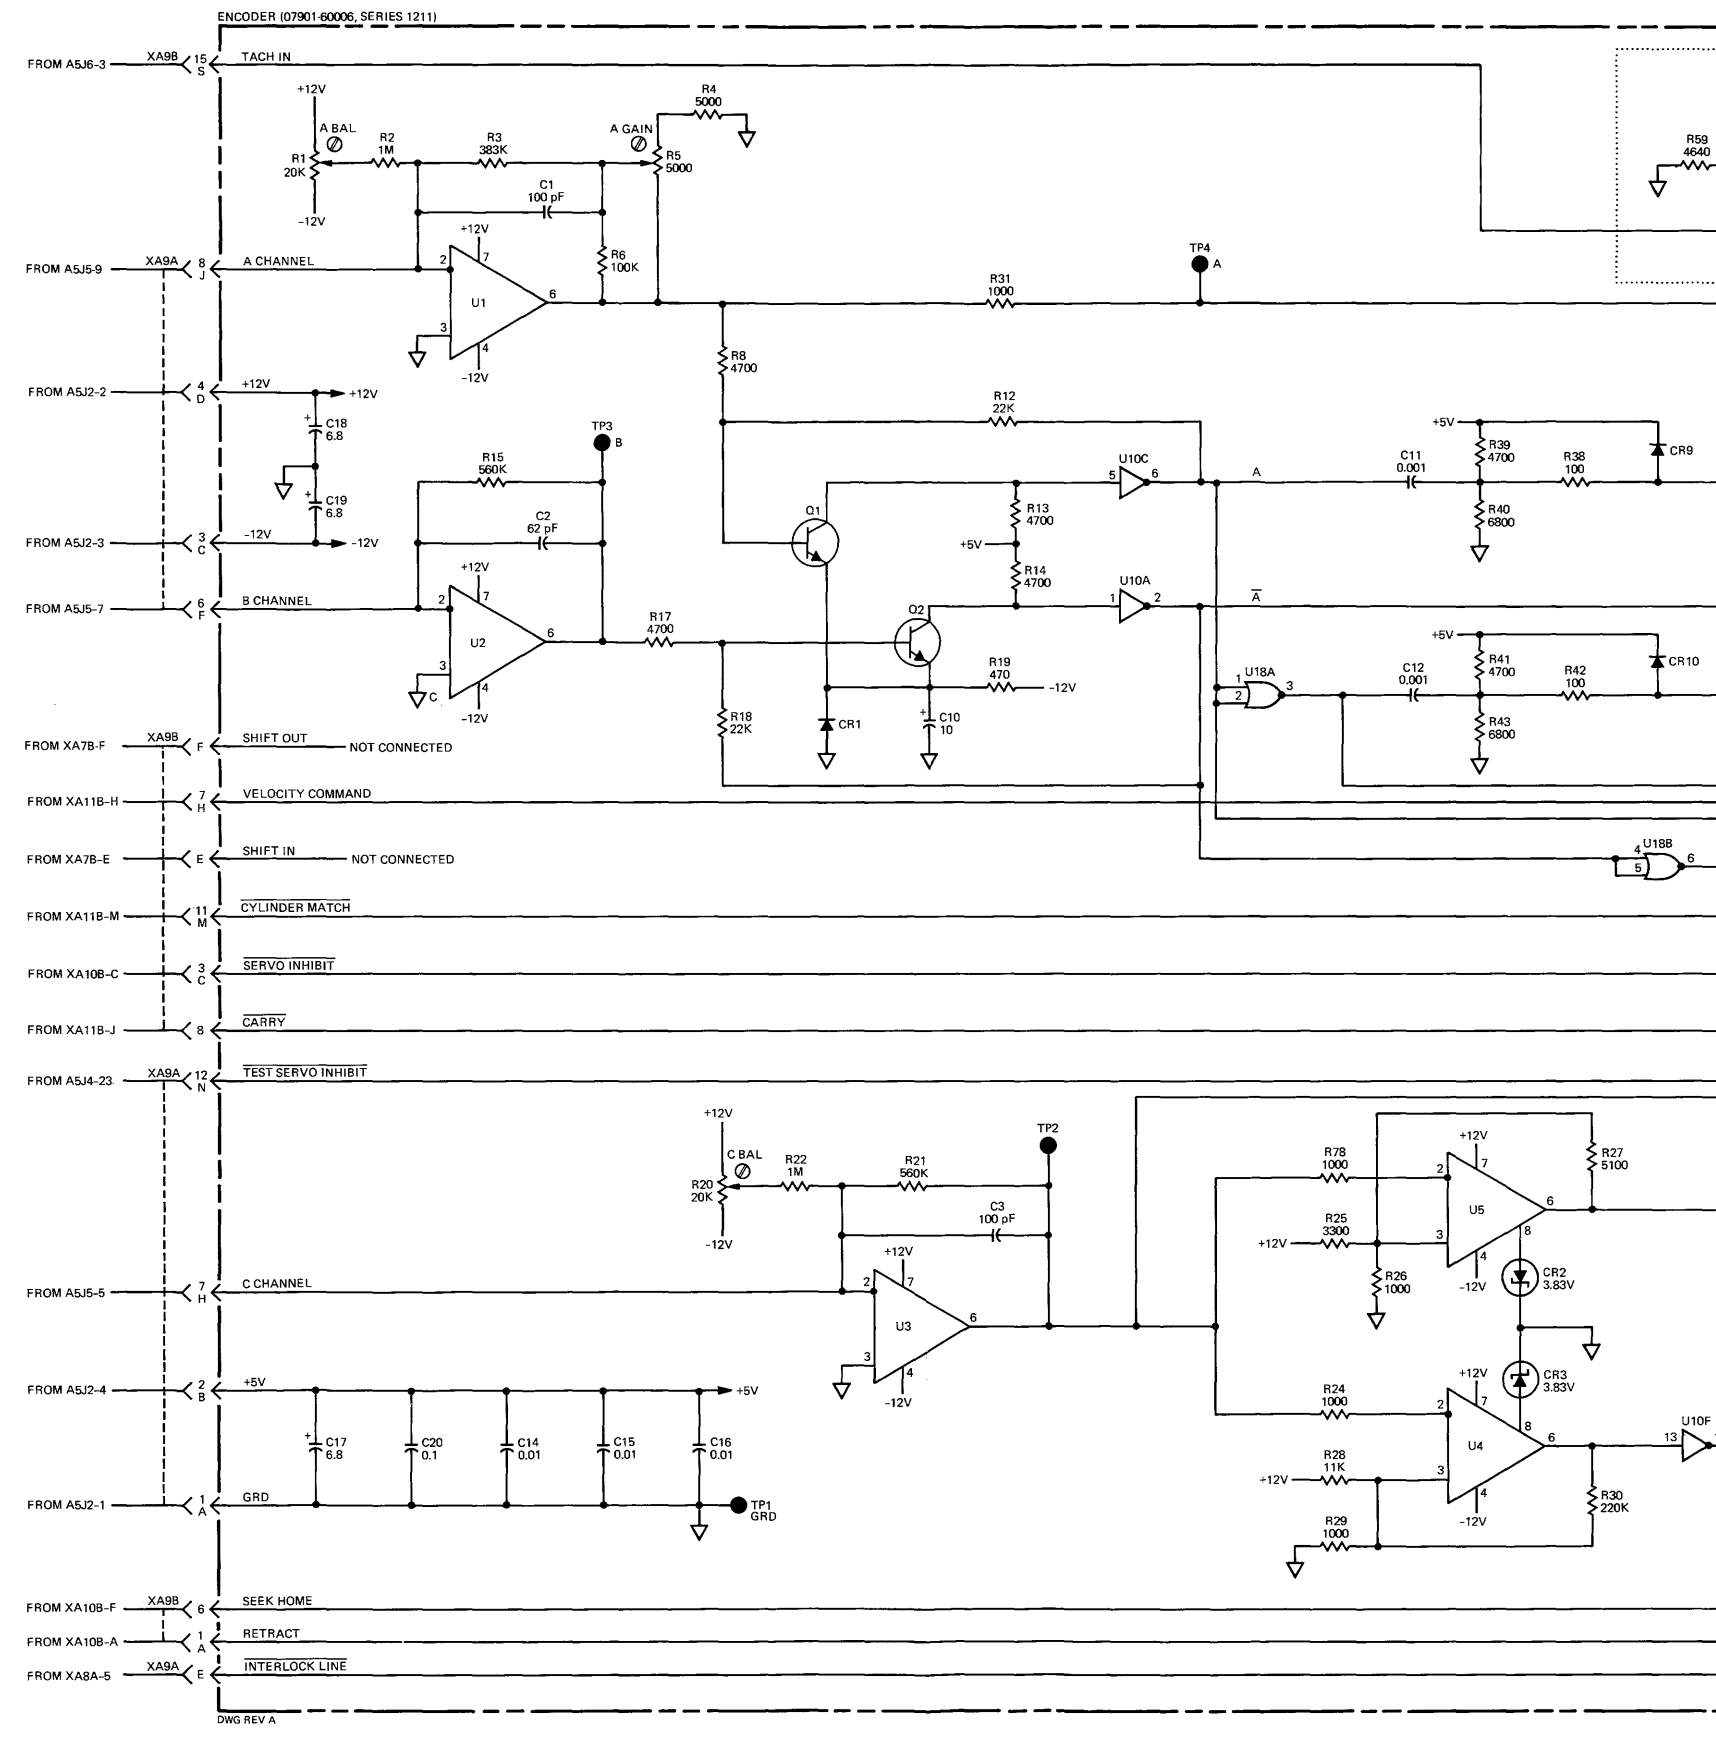 ENCODER (07901-60006, SERIES 1211)
FROM A5J6-3
XA9B
15
S
TACH IN
+12V
A BAL
R1
20K
-12V
R2
1M
R3
383K
C1
100 pF
A GAIN
R4
5000
R5
5000
R6
100K
R59
4640
FROM A5J5-9
XA9A
8
J
A CHANNEL
+12V
2
7
U1
6
3
4
-12V
R31
1000
TP4
A
R8
4700
FROM A5J2-2
4
D
+12V
+12V
+
C18
6.8
+
C19
6.8
FROM A5J2-3
3
C
-12V
-12V
R12
22K
TP3
B
R15
560K
C2
62 pF
Q1
R13
4700
+5V
R14
4700
U10C
5
6
A
C11
0.001
+5V
R39
4700
R38
100
R40
6800
CR9
FROM A5J5-7
6
F
B CHANNEL
+12V
2
7
U2
6
3
4
C
-12V
R17
4700
Q2
U10A
1
2
A
R19
470
-12V
R18
22K
CR1
+
C10
10
U18A
1
2
3
C12
0.001
+5V
R41
4700
R42
100
R43
6800
CR10
FROM XA7B-F
XA9B
F
SHIFT OUT
NOT CONNECTED
FROM XA11B-H
7
H
VELOCITY COMMAND
FROM XA7B-E
E
SHIFT IN
NOT CONNECTED
U18B
4
5
6
FROM XA11B-M
11
M
CYLINDER MATCH
FROM XA10B-C
3
C
SERVO INHIBIT
FROM XA11B-J
8
CARRY
FROM A5J4-23
XA9A
12
N
TEST SERVO INHIBIT
+12V
C BAL
R20
20K
-12V
R22
1M
R21
560K
C3
100 pF
TP2
R78
1000
+12V
2
7
U5
6
3
8
4
-12V
R27
5100
+12V
R25
3300
R26
1000
CR2
3.83V
CR3
3.83V
FROM A5J5-5
7
H
C CHANNEL
+12V
2
7
U3
6
3
4
-12V
FROM A5J2-4
2
B
+5V
+5V
+
C17
6.8
C20
0.1
C14
0.01
C15
0.01
C16
0.01
R24
1000
+12V
2
7
8
U4
6
3
4
-12V
+12V
R28
11K
R29
1000
R30
220K
U10F
13
FROM A5J2-1
1
A
GRD
TP1
GRD
FROM XA10B-F
XA9B
6
SEEK HOME
FROM XA10B-A
1
A
RETRACT
FROM XA8A-5
XA9A
E
INTERLOCK LINE
DWG REV A